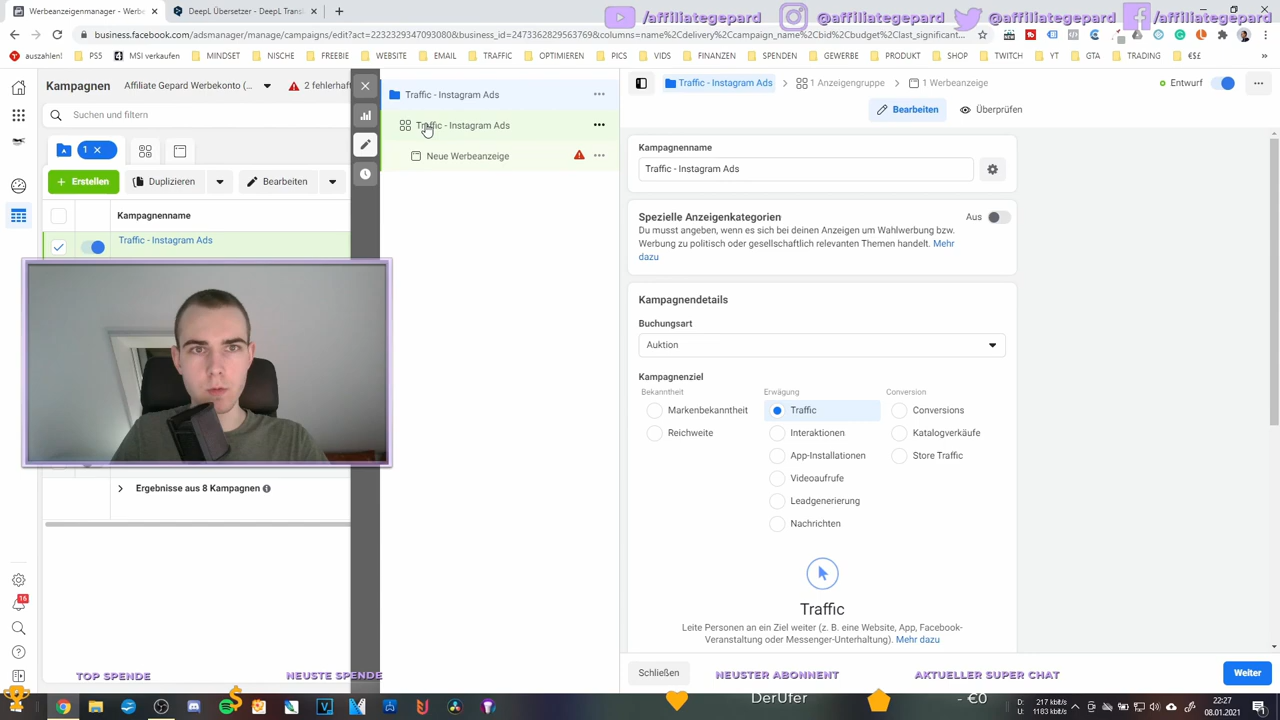 Werbeanzeigenmanager - Werbe
DeepL Übersetzer - DeepL Trans
/affiliategepard
@affiliategepard
@affiliategepard
/affiliategepard
business.facebook.com/adsmanager/manage/campaigns/edit?act=2232329347093080&business_id=2473362829563769&columns=name%2Cdelivery%2Ccampaign_name%2Cbid%2Cbudget%2Clast_significant...
auszahlen!
PS5
MSI verkaufen
MINDSET
NISCHE
FREEBIE
WEBSITE
EMAIL
TRAFFIC
OPTIMIEREN
PICS
VIDS
FINANZEN
SPENDEN
GEWERBE
PRODUKT
SHOP
TWITCH
YT
GTA
TRADING
€$£
»
Kampagnen
Affiliate Gepard Werbekonto (...
2 fehlerhaf
Suchen und filtern
1
+ Erstellen
Duplizieren
Bearbeiten
Kampagnenname
Traffic - Instagram Ads
Ergebnisse aus 8 Kampagnen
16
Traffic - Instagram Ads
Traffic - Instagram Ads
Neue Werbeanzeige
Traffic - Instagram Ads
1 Anzeigengruppe
1 Werbeanzeige
Entwurf
Bearbeiten
Überprüfen
Kampagnenname
Traffic - Instagram Ads
Spezielle Anzeigenkategorien
Aus
Du musst angeben, wenn es sich bei deinen Anzeigen um Wahlwerbung bzw.
Werbung zu politisch oder gesellschaftlich relevanten Themen handelt. Mehr
dazu
Kampagnendetails
Buchungsart
Auktion
Kampagnenziel
Bekanntheit
Erwägung
Conversion
Markenbekanntheit
Traffic
Conversions
Reichweite
Interaktionen
Katalogverkäufe
App-Installationen
Store Traffic
Videoaufrufe
Leadgenerierung
Nachrichten
Traffic
Leite Personen an ein Ziel weiter (z. B. eine Website, App, Facebook-
Veranstaltung oder Messenger-Unterhaltung). Mehr dazu
Schließen
Weiter
TOP SPENDE
NEUSTE SPENDE
NEUSTER ABONNENT
AKTUELLER SUPER CHAT
DerUfer
- €0
D: 217 kBit/s
U: 1183 kBit/s
22:27
08.01.2021